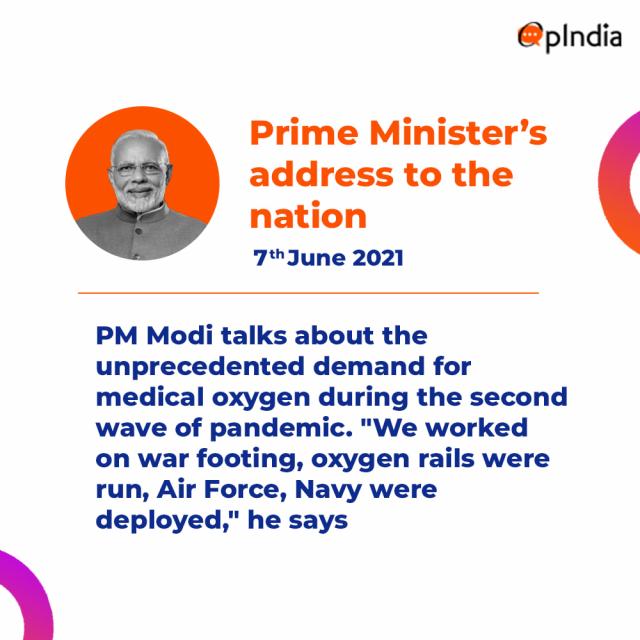 OpIndia
Prime Minister’s
address to the
nation
7th June 2021
PM Modi talks about the
unprecedented demand for
medical oxygen during the second
wave of pandemic. "We worked
on war footing, oxygen rails were
run, Air Force, Navy were
deployed," he says